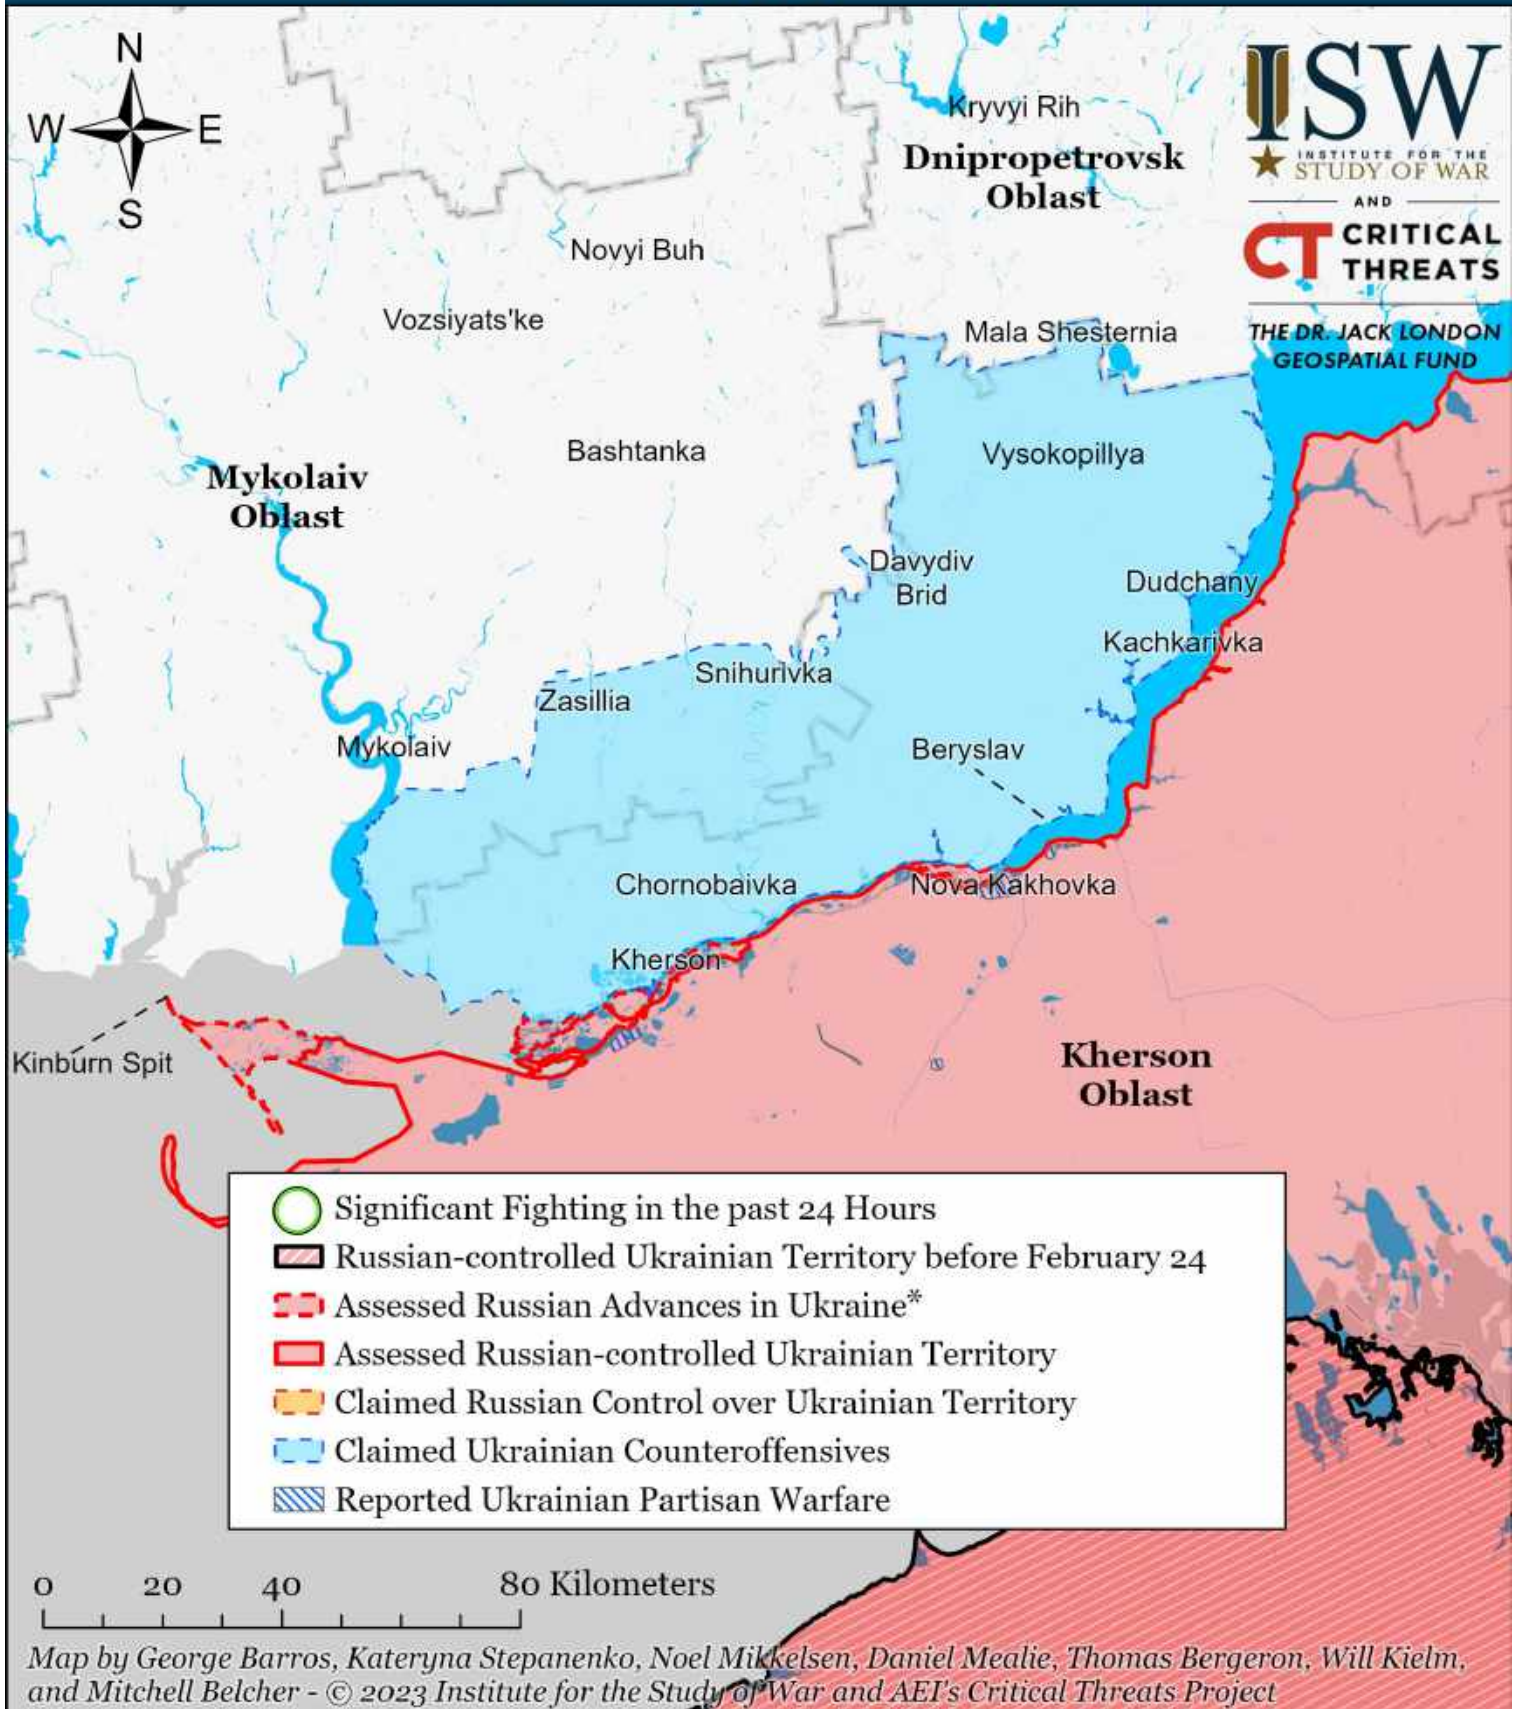 N
W E
S
ISW
INSTITUTE FOR THE
STUDY OF WAR
AND
CT CRITICAL
THREATS
THE DR. JACK LONDON
GEOSPATIAL FUND
Kryvyi Rih
Dnipropetrovsk
Oblast
Novyi Buh
Vozsiyats'ke
Mala Shesternia
Bashtanka
Vysokopillya
Mykolaiv
Oblast
Davydiv
Brid
Dudchany
Kachkarivka
Snihurivka
Zasillia
Mykolaiv
Beryslav
Chornobaivka
Nova Kakhovka
Kherson
Kinburn Spit
Kherson
Oblast
Significant Fighting in the past 24 Hours
Russian-controlled Ukrainian Territory before February 24
Assessed Russian Advances in Ukraine*
Assessed Russian-controlled Ukrainian Territory
Claimed Russian Control over Ukrainian Territory
Claimed Ukrainian Counteroffensives
Reported Ukrainian Partisan Warfare
0 20 40 80 Kilometers
Map by George Barros, Kateryna Stepanenko, Noel Mikkelsen, Daniel Mealie, Thomas Bergeron, Will Kielm,
and Mitchell Belcher - © 2023 Institute for the Study of War and AEI's Critical Threats Project